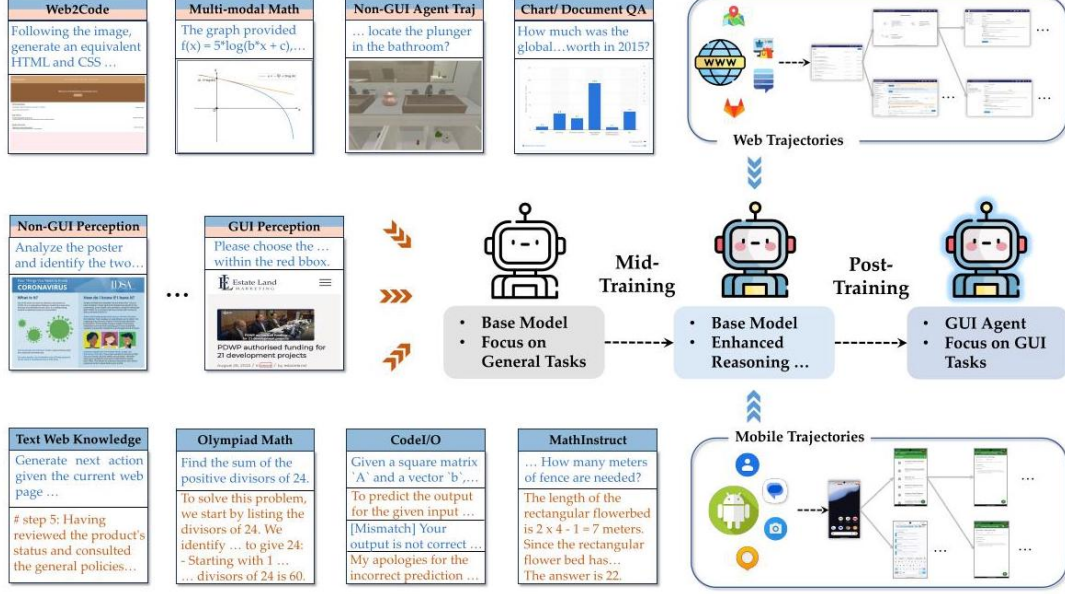 Web2Code
Following the image,
generate an equivalent
HTML and CSS …
Multi-modal Math
The graph provided
f(x) = 5*log(b*x + c),…
Non-GUI Agent Traj
… locate the plunger
in the bathroom?
Chart/ Document QA
How much was the
global…worth in 2015?
WWW
Web Trajectories
Non-GUI Perception
Analyze the poster
and identify the two…
CORONAVIRUS
IDSA
What is it?
…
GUI Perception
Please choose the …
within the red bbox.
Estate Land
MARKETING
PDWP authorised funding for
21 development projects
Mid-
Training
Post-
Training
• Base Model
• Focus on
General Tasks
• Base Model
• Enhanced
Reasoning …
• GUI Agent
• Focus on GUI
Tasks
Text Web Knowledge
Generate next action
given the current web
page …
# step 5: Having
reviewed the product's
status and consulted
the general policies…
Olympiad Math
Find the sum of the
positive divisors of 24.
To solve this problem,
we start by listing the
divisors of 24. We
identify … to give 24:
- Starting with 1 …
… divisors of 24 is 60.
CodeI/O
Given a square matrix
`A` and a vector `b`,…
To predict the output
for the given input …
[Mismatch] Your
output is not correct …
My apologies for the
incorrect prediction …
MathInstruct
… How many meters
of fence are needed?
The length of the
rectangular flowerbed
is 2 x 4 - 1 = 7 meters.
Since the rectangular
flower bed has…
The answer is 22.
Mobile Trajectories